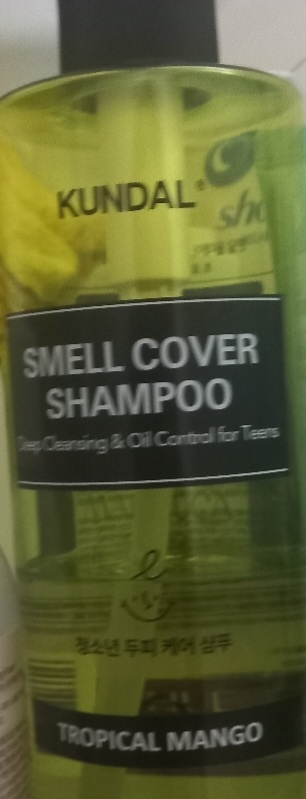 KUNDAL®
sho
SMELL COVER
SHAMPOO
Deep Cleansing & Oil Control for Teens
청소년 두피 케어 샴푸
TROPICAL MANGO